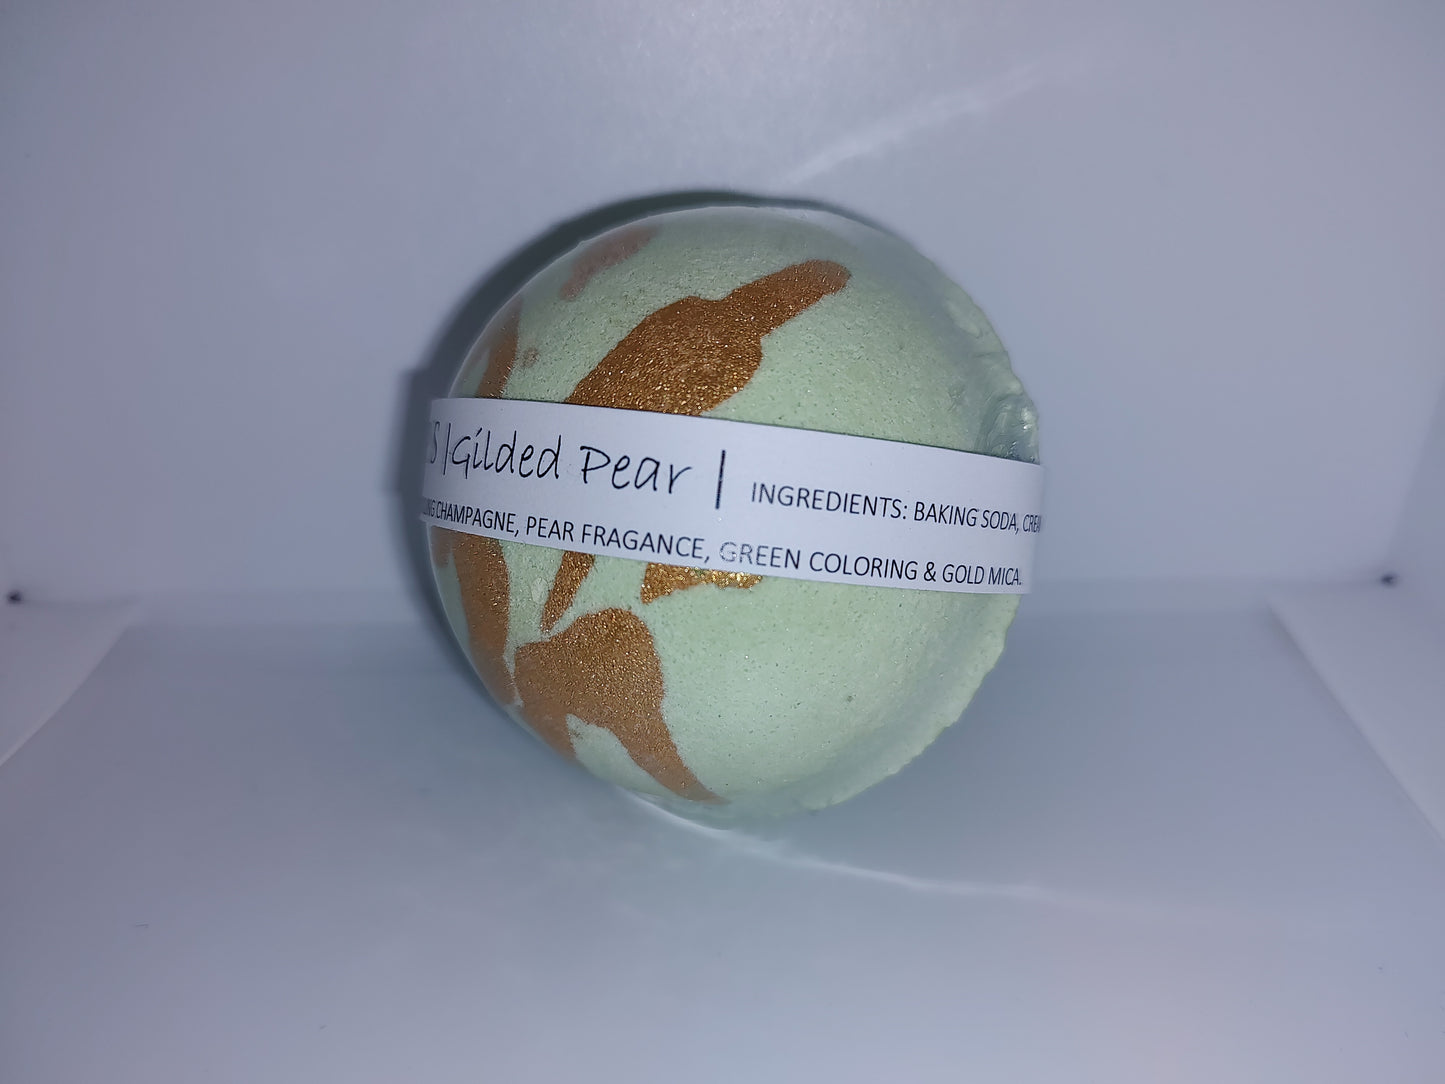 S | Gilded Pear | INGREDIENTS: BAKING SODA,
CHAMPAGNE, PEAR FRAGANCE, GREEN COLORING & GOLD MICA.